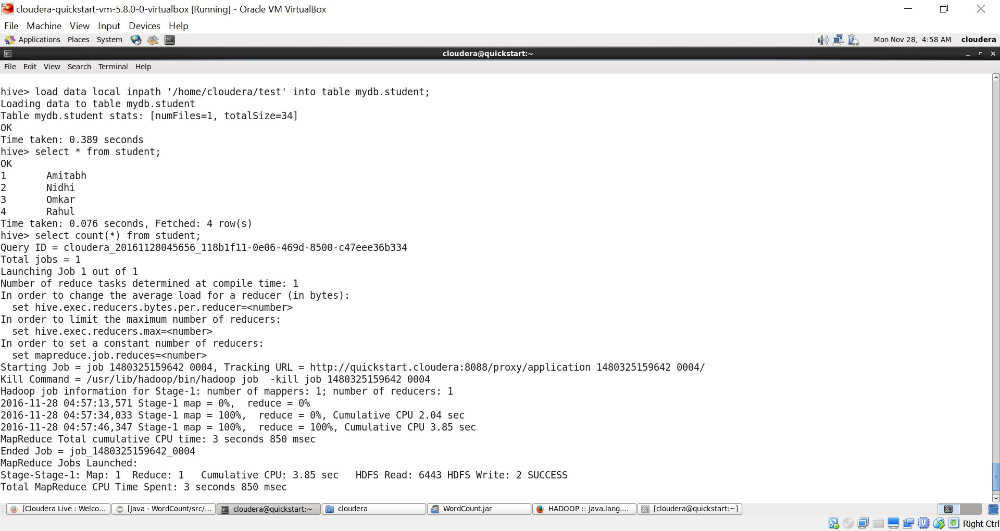 cloudera-quickstart-vm-5.8.0-0-virtualbox [Running] - Oracle VM VirtualBox
File Machine View Input Devices Help
Applications Places System Mon Nov 28, 4:58 AM cloudera
cloudera@quickstart:~
File Edit View Search Terminal Help
hive> load data local inpath '/home/cloudera/test' into table mydb.student;
Loading data to table mydb.student
Table mydb.student stats: [numFiles=1, totalSize=34]
OK
Time taken: 0.389 seconds
hive> select * from student;
OK
1 Amitabh
2 Nidhi
3 Omkar
4 Rahul
Time taken: 0.076 seconds, Fetched: 4 row(s)
hive> select count(*) from student;
Query ID = cloudera_20161128045656_118b1f11-0e06-469d-8500-c47eee36b334
Total jobs = 1
Launching Job 1 out of 1
Number of reduce tasks determined at compile time: 1
In order to change the average load for a reducer (in bytes):
  set hive.exec.reducers.bytes.per.reducer=<number>
In order to limit the maximum number of reducers:
  set hive.exec.reducers.max=<number>
In order to set a constant number of reducers:
  set mapreduce.job.reduces=<number>
Starting Job = job_1480325159642_0004, Tracking URL = http://quickstart.cloudera:8088/proxy/application_1480325159642_0004/
Kill Command = /usr/lib/hadoop/bin/hadoop job  -kill job_1480325159642_0004
Hadoop job information for Stage-1: number of mappers: 1; number of reducers: 1
2016-11-28 04:57:13,571 Stage-1 map = 0%,  reduce = 0%
2016-11-28 04:57:34,033 Stage-1 map = 100%,  reduce = 0%, Cumulative CPU 2.04 sec
2016-11-28 04:57:46,347 Stage-1 map = 100%,  reduce = 100%, Cumulative CPU 3.85 sec
MapReduce Total cumulative CPU time: 3 seconds 850 msec
Ended Job = job_1480325159642_0004
MapReduce Jobs Launched:
Stage-Stage-1: Map: 1  Reduce: 1   Cumulative CPU: 3.85 sec   HDFS Read: 6443 HDFS Write: 2 SUCCESS
Total MapReduce CPU Time Spent: 3 seconds 850 msec
[Cloudera Live : Welco... [Java - WordCount/src/... cloudera@quickstart:~ cloudera WordCount.jar HADOOP :: java.lang.... [cloudera@quickstart:~]
Right Ctrl